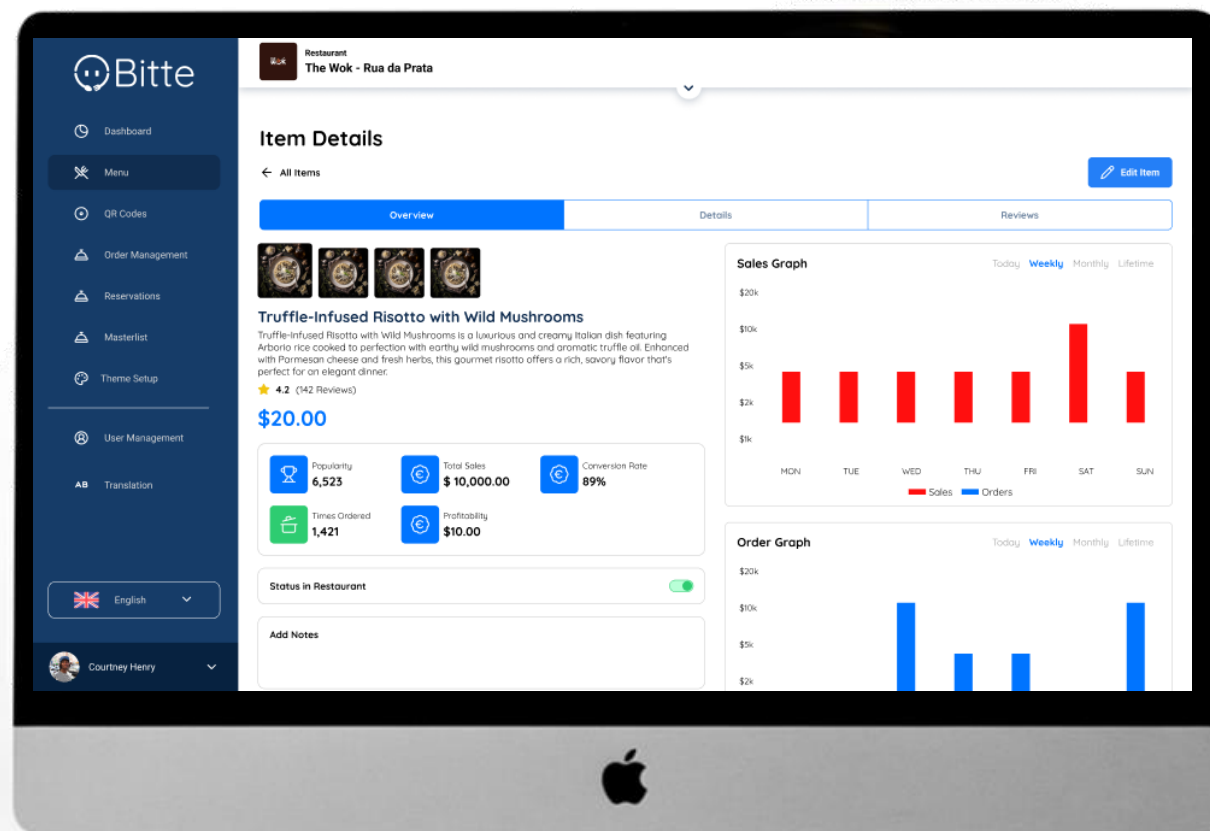 Bitte
Dashboard
Menu
QR Codes
Order Management
Reservations
Masterlist
Theme Setup
User Management
AB Translation
English
Courtney Henry
Wok
Restaurant
The Wok - Rua da Prata
Item Details
All Items
Edit Item
Overview
Details
Reviews
Truffle-Infused Risotto with Wild Mushrooms
Truffle-Infused Risotto with Wild Mushrooms is a luxurious and creamy Italian dish featuring
Arborio rice cooked to perfection with earthy wild mushrooms and aromatic truffle oil. Enhanced
with Parmesan cheese and fresh herbs, this gourmet risotto offers a rich, savory flavor that's
perfect for an elegant dinner.
4.2 (142 Reviews)
$20.00
Popularity
6,523
Total Sales
$ 10,000.00
Conversion Rate
89%
Times Ordered
1,421
Profitability
$10.00
Status in Restaurant
Add Notes
Sales Graph
Today Weekly Monthly Lifetime
$20k
$10k
$5k
$2k
$1k
MON TUE WED THU FRI SAT SUN
Sales Orders
Order Graph
Today Weekly Monthly Lifetime
$20k
$10k
$5k
$2k